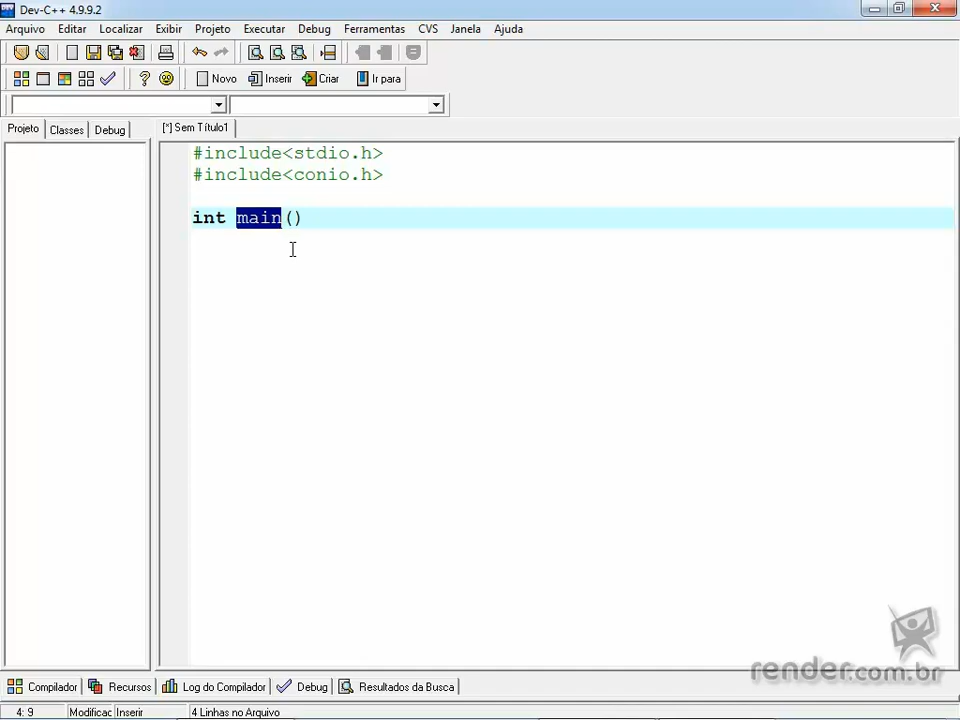 Dev-C++ 4.9.9.2
Arquivo Editar Localizar Exibir Projeto Executar Debug Ferramentas CVS Janela Ajuda
Novo Inserir Criar Ir para
Projeto Classes Debug [*] Sem Título1
#include<stdio.h>
#include<conio.h>
int main()
render.com.br
Compilador Recursos Log do Compilador Debug Resultados da Busca
4: 9 Modificac Inserir 4 Linhas no Arquivo